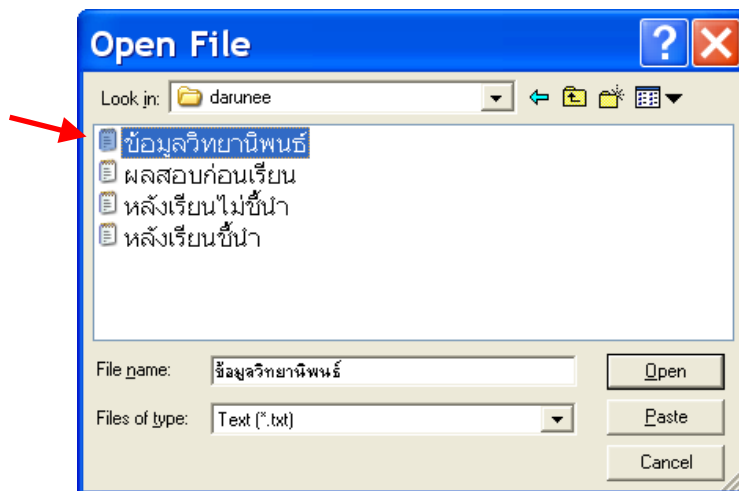 Open File
Look in: darunee
ข้อมูลวิทยานิพนธ์
ผลสอบก่อนเรียน
หลังเรียนไม่ชี้นำ
หลังเรียนชี้นำ
File name: ข้อมูลวิทยานิพนธ์ Open
Files of type: Text (*.txt) Paste
Cancel